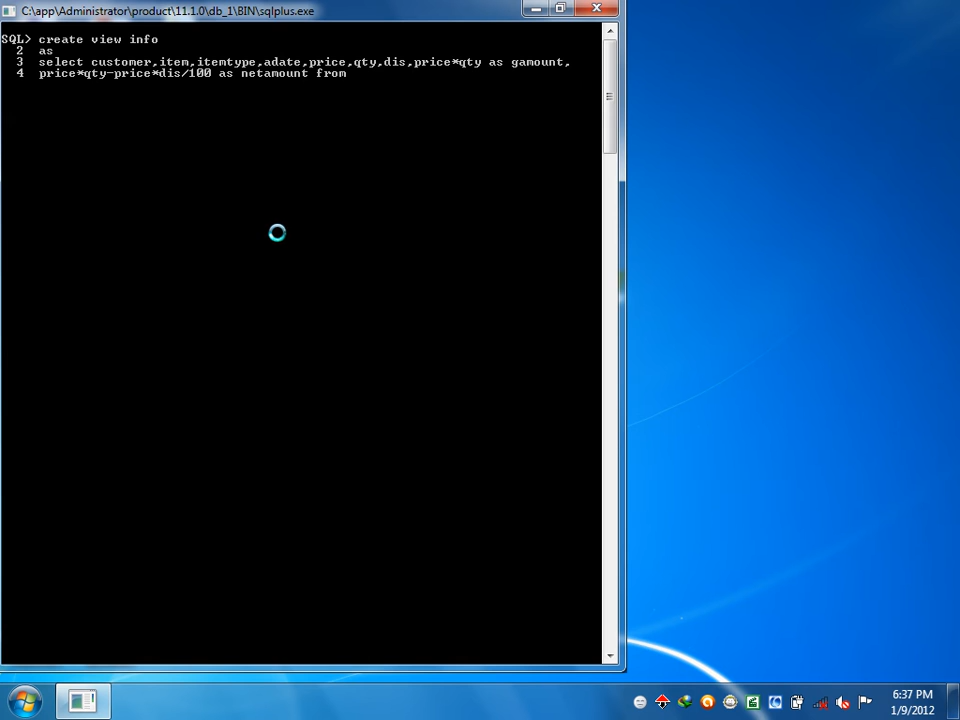 C:\app\Administrator\product\11.1.0\db_1\BIN\sqlplus.exe
SQL> create view info
2 as
3 select customer,item,itemtype,adate,price,qty,dis,price*qty as gamount,
4 price*qty-price*dis/100 as netamount from
6:37 PM
1/9/2012